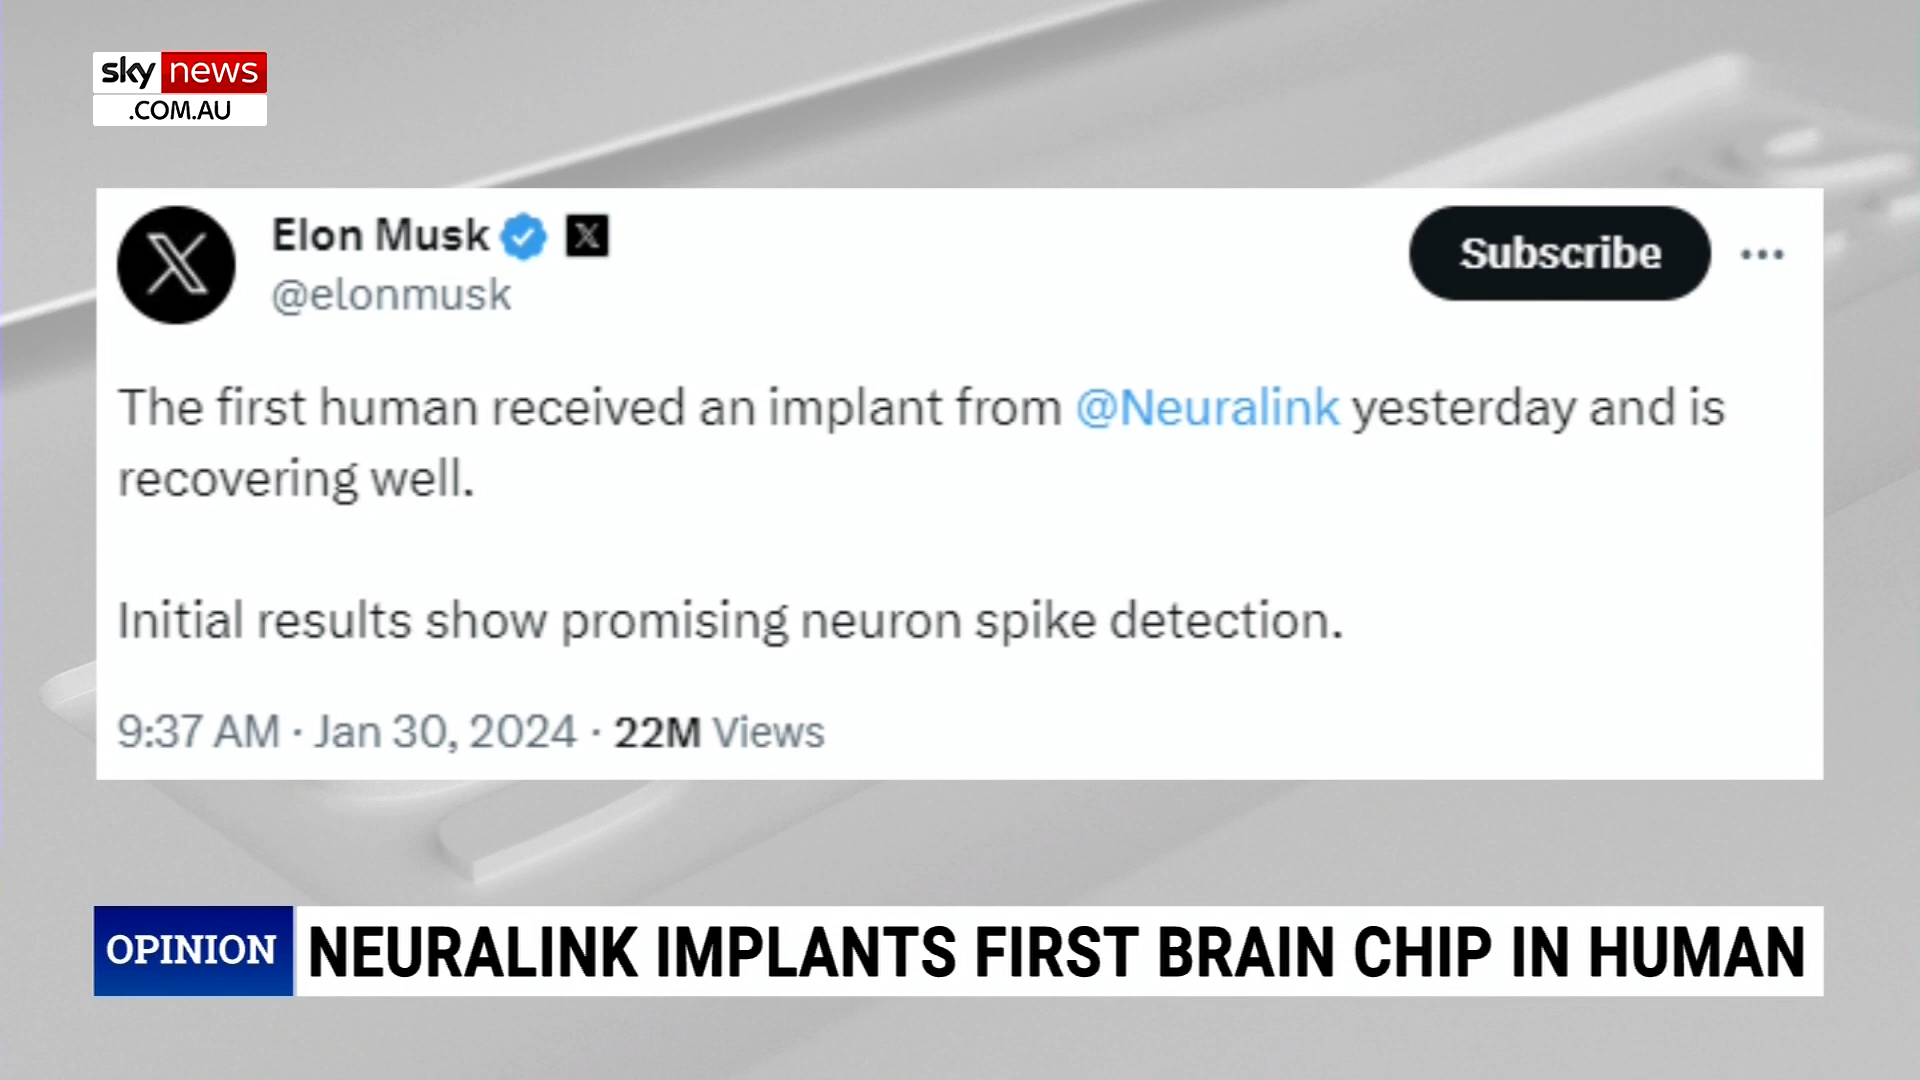 sky news
.COM.AU
Elon Musk
@elonmusk
Subscribe
The first human received an implant from @Neuralink yesterday and is
recovering well.
Initial results show promising neuron spike detection.
9:37 AM · Jan 30, 2024 · 22M Views
OPINION
NEURALINK IMPLANTS FIRST BRAIN CHIP IN HUMAN